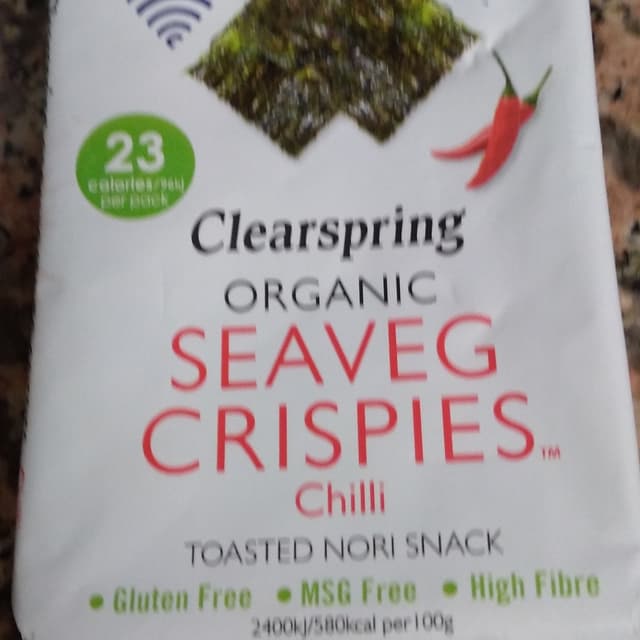 23
calories/96kJ
per pack
Clearspring
ORGANIC
SEAVEG
CRISPIES™
Chilli
TOASTED NORI SNACK
• Gluten Free • MSG Free • High Fibre
2400kJ/580kcal per100g